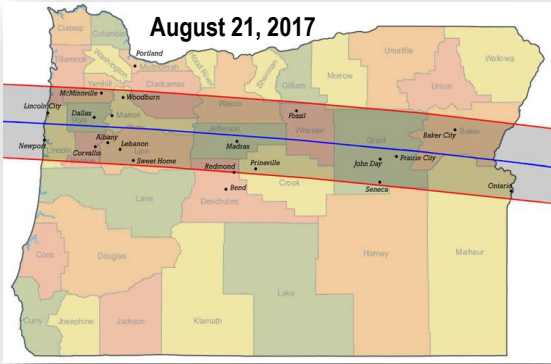 August 21, 2017
Clatsop
Columbia
Portland
Tillamook
Washington
Multnomah
Hood River
Sherman
Gilliam
Morrow
Umatilla
Wallowa
Union
Yamhill
Clackamas
Wasco
McMinnville
Woodburn
Lincoln City
Dallas
Polk
Marion
Fossil
Wheeler
Jefferson
Grant
Baker City
Baker
Newport
Lincoln
Albany
Corvallis
Lebanon
Linn
Benton
Sweet Home
Madras
Redmond
Prineville
Crook
John Day
Prairie City
Seneca
Ontario
Bend
Deschutes
Lane
Douglas
Coos
Curry
Josephine
Jackson
Klamath
Lake
Harney
Malheur